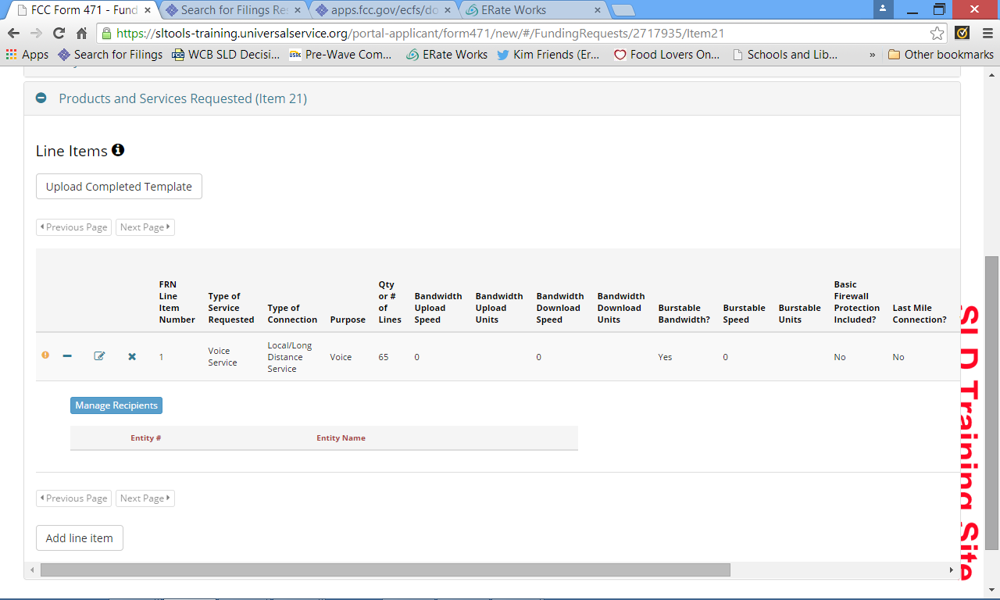 FCC Form 471 - Fund
Search for Filings Res
apps.fcc.gov/ecfs/do
ERate Works
https://sltools-training.universalservice.org/portal-applicant/form471/new/#/FundingRequests/2717935/Item21
Apps
Search for Filings
WCB SLD Decisi...
USAC
Pre-Wave Com...
ERate Works
Kim Friends (Er...
Food Lovers On...
Schools and Lib...
»
Other bookmarks
Products and Services Requested (Item 21)
Line Items
Upload Completed Template
Previous Page
Next Page
FRN Line Item Number
Type of Service Requested
Type of Connection
Purpose
Qty or # of Lines
Bandwidth Upload Speed
Bandwidth Upload Units
Bandwidth Download Speed
Bandwidth Download Units
Burstable Bandwidth?
Burstable Speed
Burstable Units
Basic Firewall Protection Included?
Last Mile Connection?
1
Voice Service
Local/Long Distance Service
Voice
65
0
0
Yes
0
No
No
Manage Recipients
Entity #
Entity Name
Previous Page
Next Page
Add line item
SLD Training Site